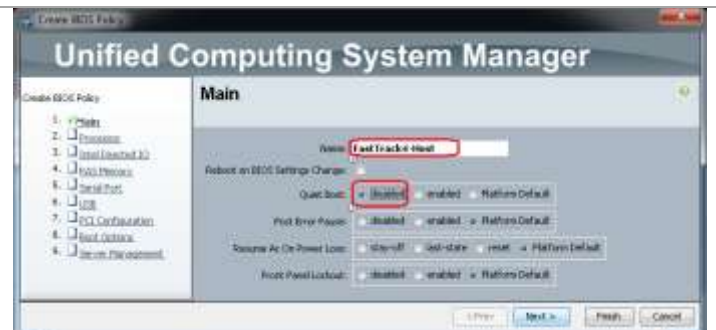 Create BIOS Policy
Unified Computing System Manager
Create BIOS Policy
1. Main
2. Processor
3. Intel Directed IO
4. RAS Memory
5. Serial Port
6. USB
7. PCI Configuration
8. Boot Options
9. Server Management
Main
Name:
Reboot on BIOS Settings Change:
Quiet Boot: disabled enabled Platform Default
Post Error Pause: disabled enabled Platform Default
Resume Ac On Power Loss: stay-off last-state reset Platform Default
Front Panel Lockout: disabled enabled Platform Default
< Prev Next > Finish Cancel